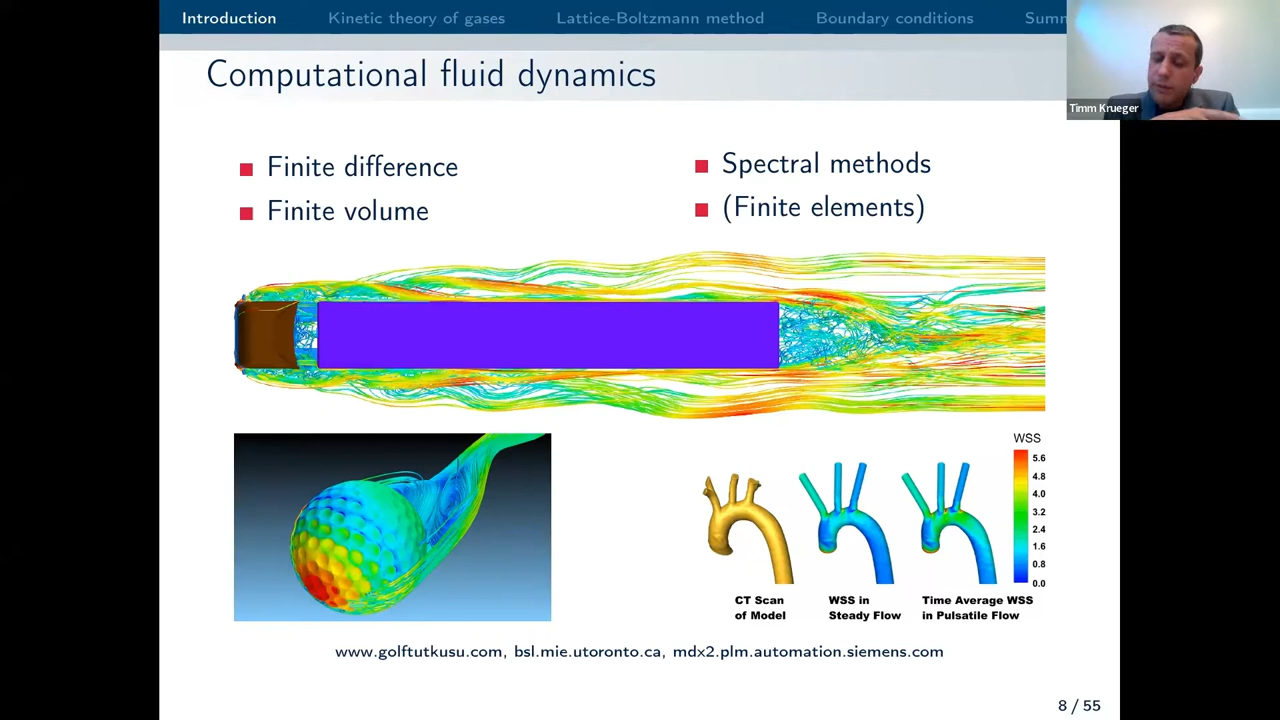 Introduction
Kinetic theory of gases
Lattice-Boltzmann method
Boundary conditions
Timm Krueger
Computational fluid dynamics
Finite difference
Finite volume
Spectral methods
(Finite elements)
WSS
5.6
4.8
4.0
3.2
2.4
1.6
0.8
0.0
CT Scan
of Model
WSS in
Steady Flow
Time Average WSS
in Pulsatile Flow
www.golftutkusu.com, bsl.mie.utoronto.ca, mdx2.plm.automation.siemens.com
8 / 55